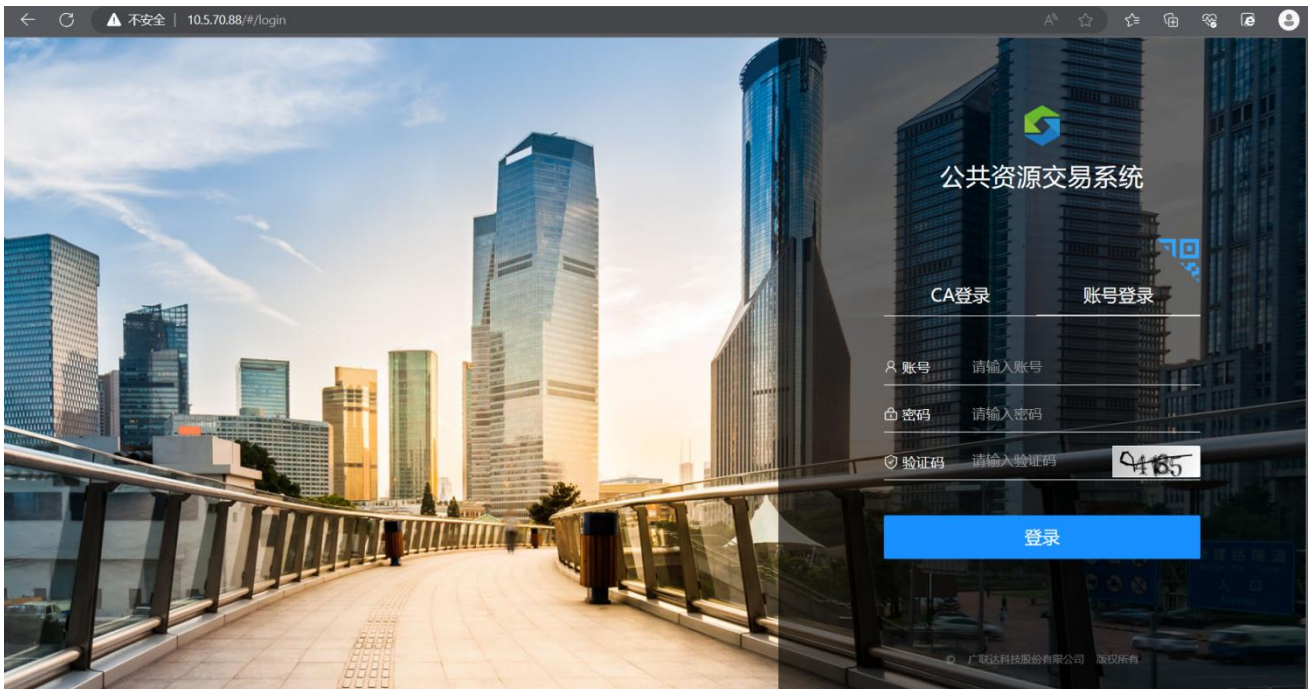 不安全 | 10.5.70.88/#/login
公共资源交易系统
CA登录 账号登录
账号 请输入账号
密码 请输入密码
验证码 请输入验证码
登录
© 广联达科技股份有限公司 版权所有